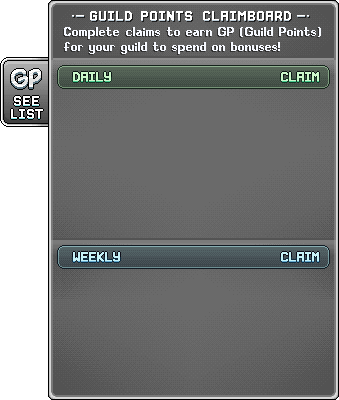 GUILD POINTS CLAIMBOARD
Complete claims to earn GP (Guild Points)
for your guild to spend on bonuses!
GP
SEE
LIST
DAILY CLAIM
WEEKLY CLAIM